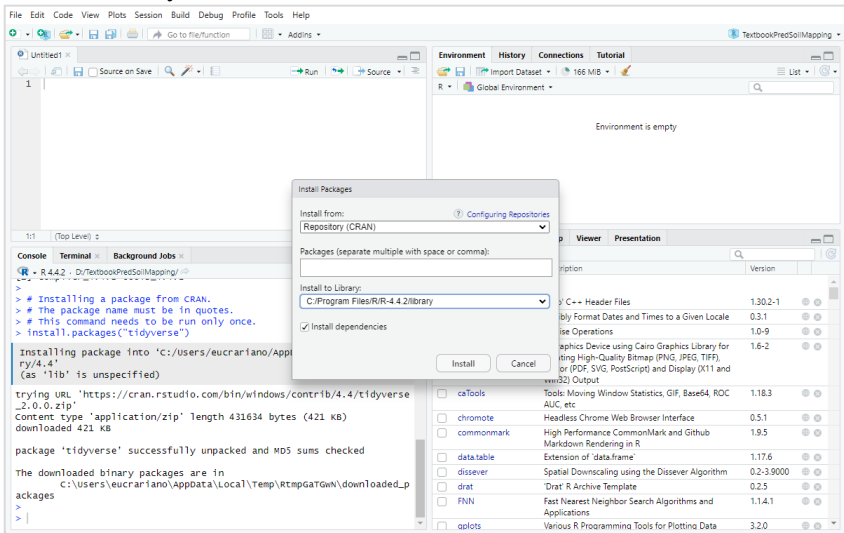 File Edit Code View Plots Session Build Debug Profile Tools Help
Go to file/function
Addins
TextbookPredSoilMapping
Untitled1
Source on Save
Run
Source
1
1:1 (Top Level)
Console Terminal Background Jobs
R 4.4.2 · D:/TextbookPredSoilMapping/
>
> # Installing a package from CRAN.
> # The package name must be in quotes.
> # This command needs to be run only once.
> install.packages("tidyverse")
Installing package into 'C:/Users/eucrariano/App
ry/4.4'
(as 'lib' is unspecified)
trying URL 'https://cran.rstudio.com/bin/windows/contrib/4.4/tidyverse
_2.0.0.zip'
Content type 'application/zip' length 431634 bytes (421 KB)
downloaded 421 KB
package 'tidyverse' successfully unpacked and MD5 sums checked
The downloaded binary packages are in
C:\Users\eucrariano\AppData\Local\Temp\RtmpGaTGwN\downloaded_p
ackages
>
>
Environment History Connections Tutorial
Import Dataset
166 MiB
List
R
Global Environment
Environment is empty
Install Packages
Install from:
Configuring Repositories
Repository (CRAN)
Packages (separate multiple with space or comma):
Install to Library:
C:/Program Files/R/R-4.4.2/library
Install dependencies
Install
Cancel
Viewer Presentation
Version
C++ Header Files 1.30.2-1
Format Dates and Times to a Given Locale 0.3.1
Operations 1.0-9
Graphics Device using Cairo Graphics Library for 1.6-2
High-Quality Bitmap (PNG, JPEG, TIFF),
or (PDF, SVG, PostScript) and Display (X11 and
Win32) Output
caTools Tools: Moving Window Statistics, GIF, Base64, ROC 1.18.3
AUC, etc
chromote Headless Chrome Web Browser Interface 0.5.1
commonmark High Performance CommonMark and Github 1.9.5
Markdown Rendering in R
data.table Extension of `data.frame` 1.17.6
dissever Spatial Downscaling using the Dissever Algorithm 0.2-3.9000
drat 'Drat' R Archive Template 0.2.5
FNN Fast Nearest Neighbor Search Algorithms and 1.1.4.1
Applications
gplots Various R Programming Tools for Plotting Data 3.2.0